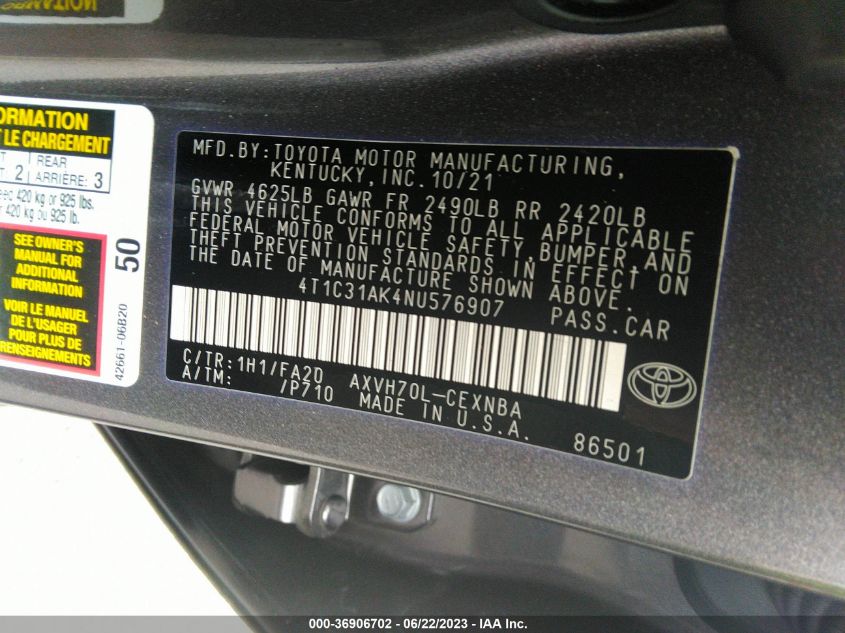 ORMATION
T LE CHARGEMENT
T 2
REAR
ARRIÈRE: 3
420 kg or 925 lbs.
420 kg ou 925 lb.
SEE OWNER'S
MANUAL FOR
ADDITIONAL
INFORMATION
VOIR LE MANUEL
DE L'USAGER
POUR PLUS DE
RENSEIGNEMENTS
50
42661-06B20
MFD.BY:TOYOTA MOTOR MANUFACTURING,
KENTUCKY, INC. 10/21
GVWR 4625LB GAWR FR 2490LB RR 2420LB
THIS VEHICLE CONFORMS TO ALL APPLICABLE
FEDERAL MOTOR VEHICLE SAFETY, BUMPER, AND
THEFT PREVENTION STANDARDS IN EFFECT ON
THE DATE OF MANUFACTURE SHOWN ABOVE.
4T1C31AK4NU576907 PASS.CAR
C/TR:1H1/FA20 AXVH70L-CEXNBA
A/TM: /P710 MADE IN U.S.A.
86501
000-36906702 - 06/22/2023 - IAA Inc.